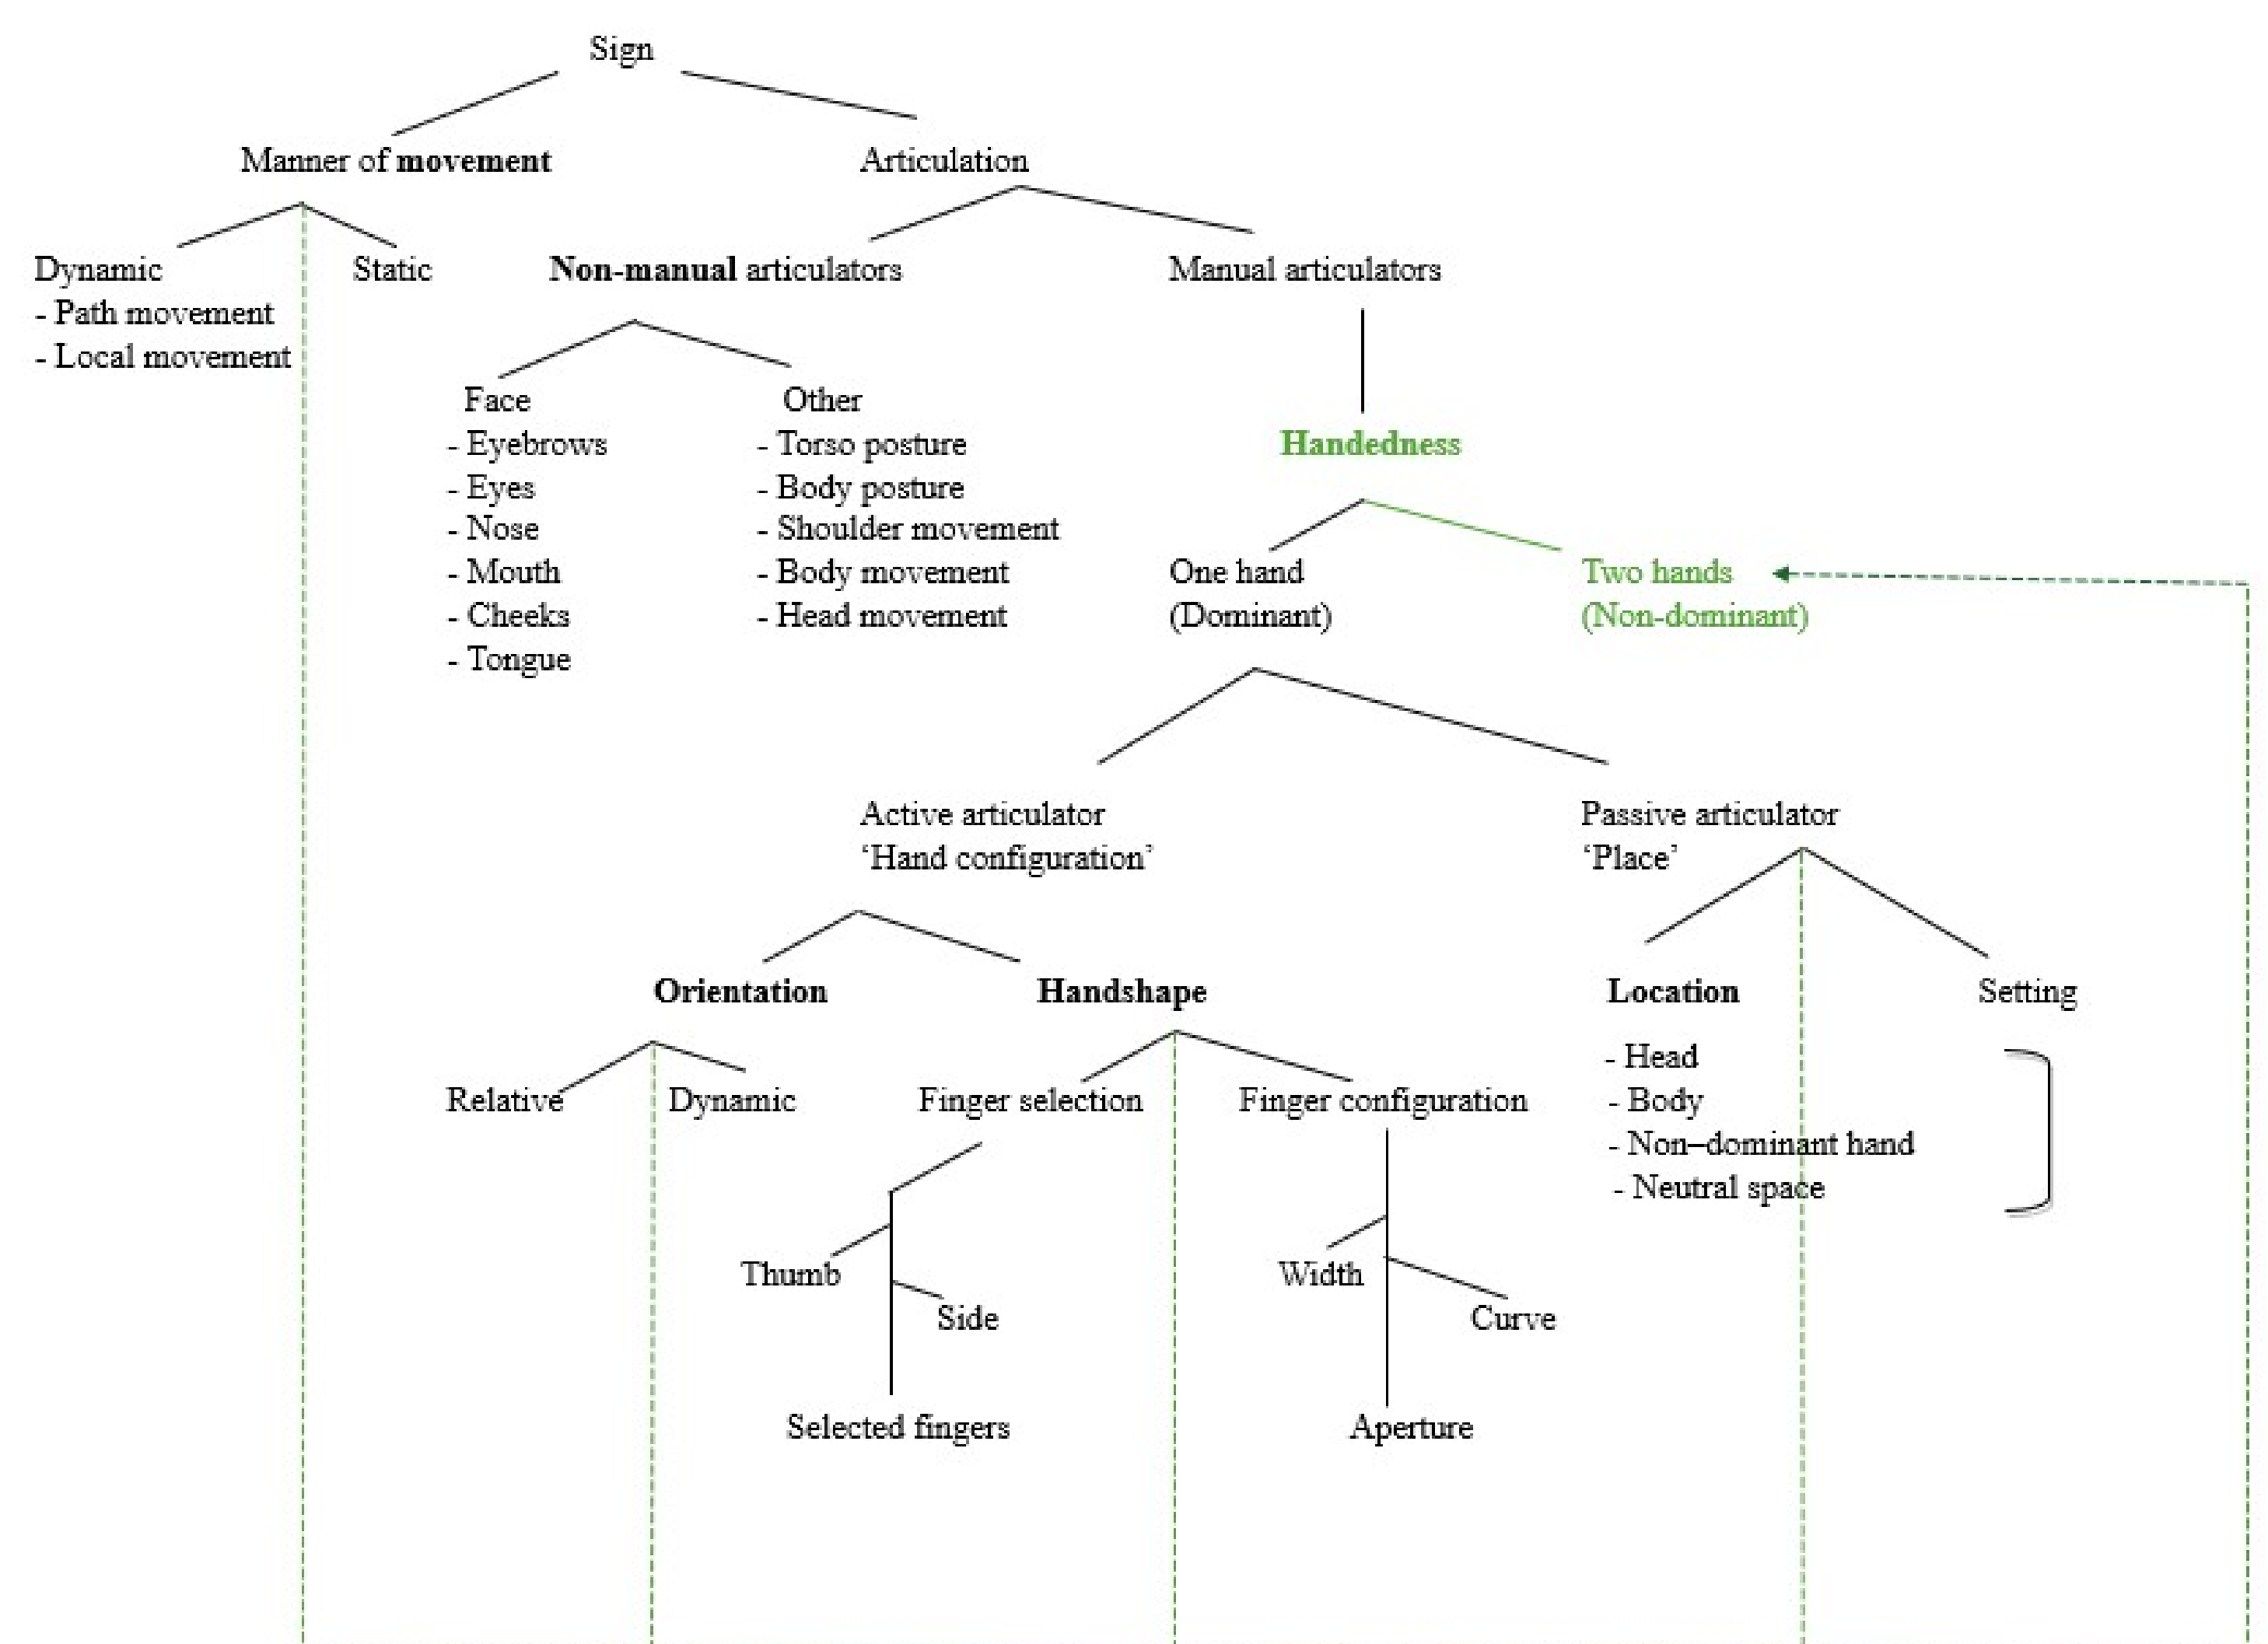 Sign
Manner of movement
Articulation
Dynamic
- Path movement
- Local movement
Static
Non-manual articulators
Manual articulators
Face
- Eyebrows
- Eyes
- Nose
- Mouth
- Cheeks
- Tongue
Other
- Torso posture
- Body posture
- Shoulder movement
- Body movement
- Head movement
Handedness
One hand
(Dominant)
Two hands
(Non-dominant)
Active articulator
‘Hand configuration’
Passive articulator
‘Place’
Orientation
Handshape
Location
Setting
Relative
Dynamic
Finger selection
Finger configuration
- Head
- Body
- Non–dominant hand
- Neutral space
Thumb
Side
Selected fingers
Width
Curve
Aperture